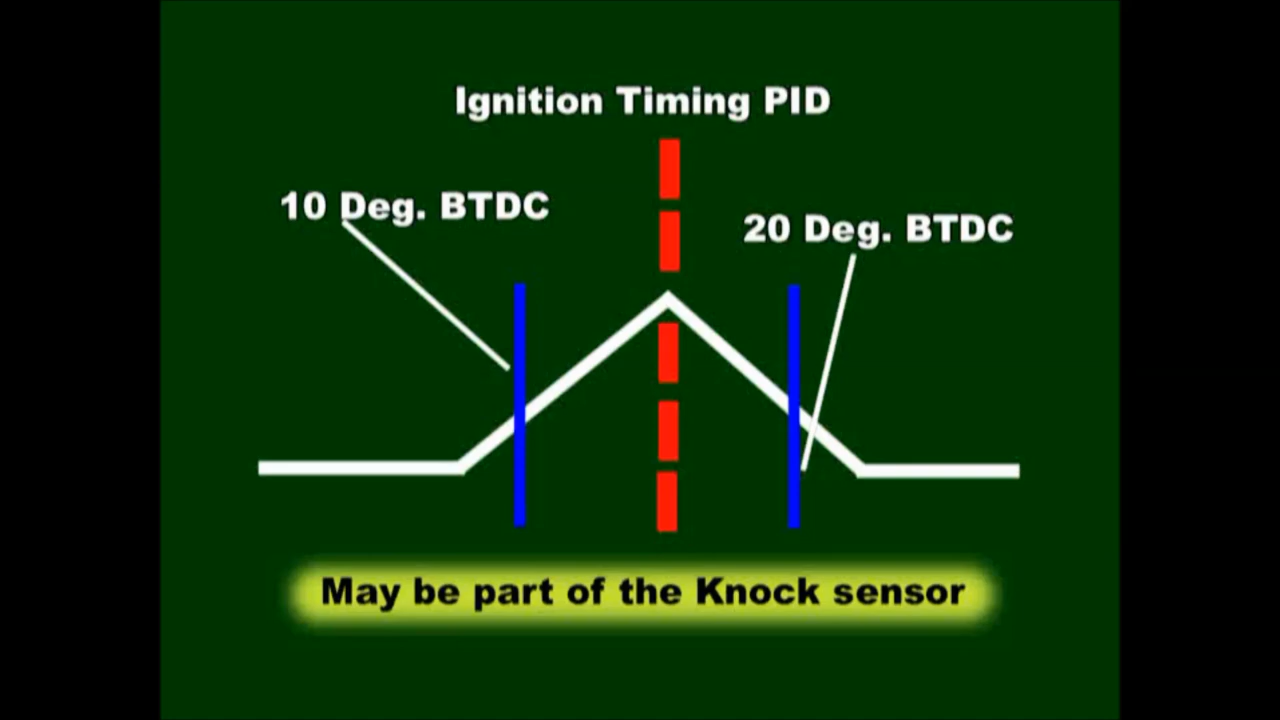 Ignition Timing PID
10 Deg. BTDC
20 Deg. BTDC
May be part of the Knock sensor